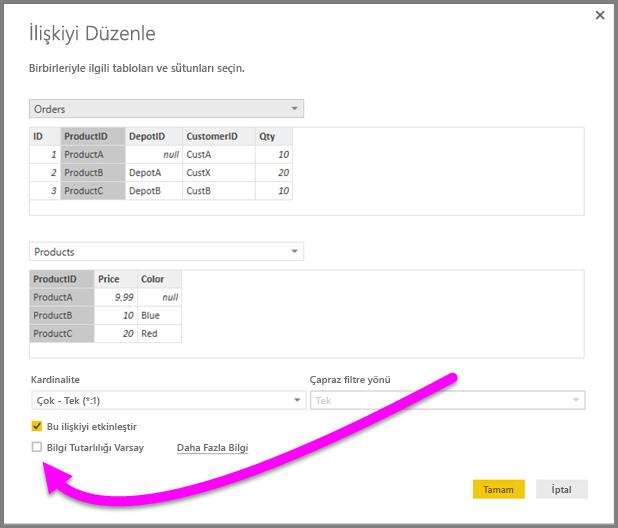 İlişkiyi Düzenle
Birbirleriyle ilgili tabloları ve sütunları seçin.
Orders
ID ProductID DepotID CustomerID Qty
1 ProductA null CustA 10
2 ProductB DepotA CustX 20
3 ProductC DepotB CustB 10
Products
ProductID Price Color
ProductA 9.99 null
ProductB 10 Blue
ProductC 20 Red
Kardinalite Çapraz filtre yönü
Çok - Tek (*:1) Tek
Bu ilişkiyi etkinleştir
Bilgi Tutarlılığı Varsay Daha Fazla Bilgi
Tamam İptal